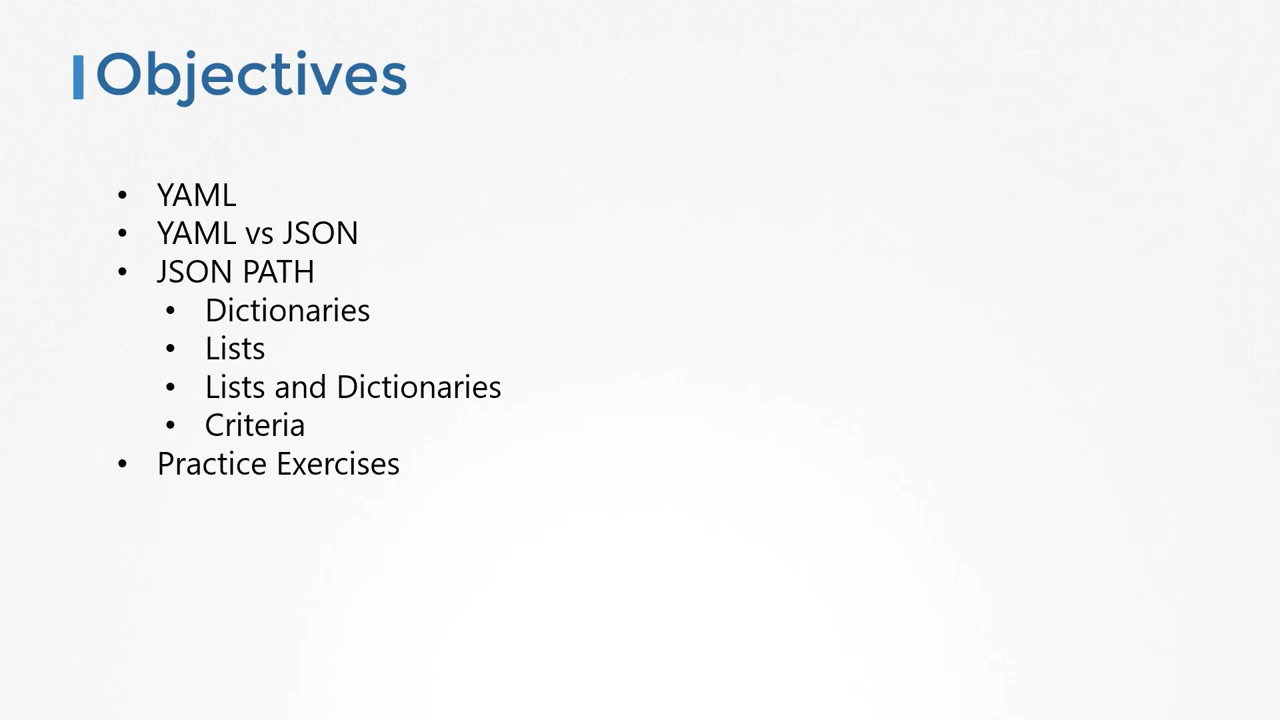 Objectives
• YAML
• YAML vs JSON
• JSON PATH
• Dictionaries
• Lists
• Lists and Dictionaries
• Criteria
• Practice Exercises